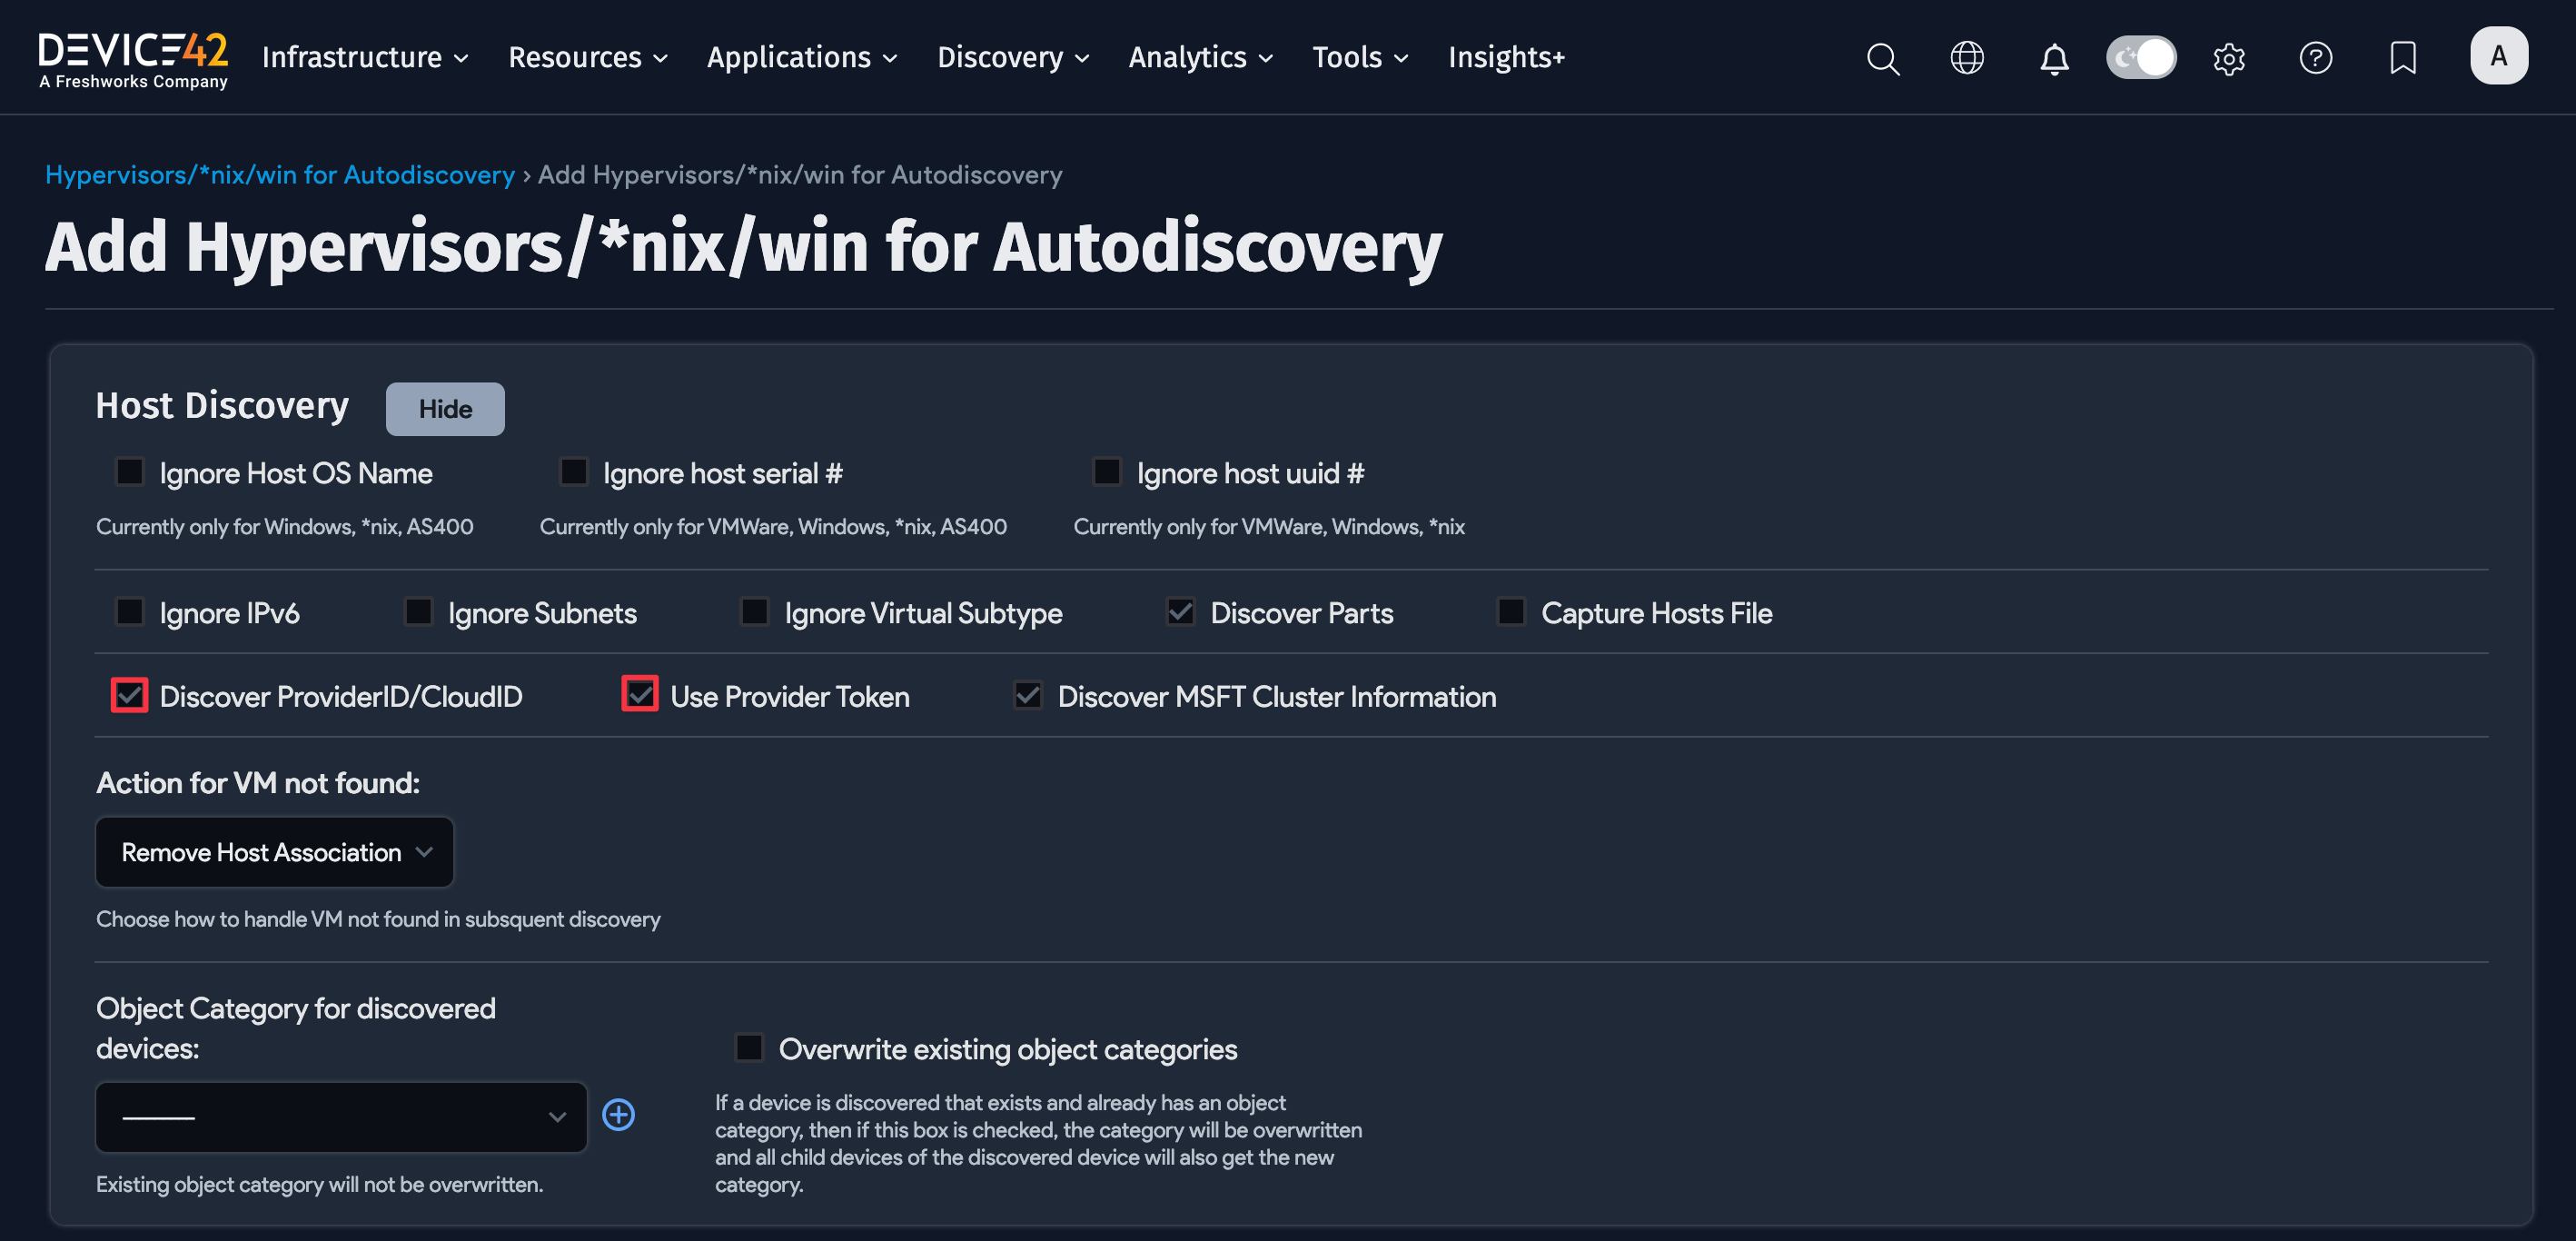 DEVICE42
A Freshworks Company
Infrastructure Resources Applications Discovery Analytics Tools Insights+
A
Hypervisors/*nix/win for Autodiscovery › Add Hypervisors/*nix/win for Autodiscovery
Add Hypervisors/*nix/win for Autodiscovery
Host Discovery Hide
Ignore Host OS Name Ignore host serial # Ignore host uuid #
Currently only for Windows, *nix, AS400 Currently only for VMWare, Windows, *nix, AS400 Currently only for VMWare, Windows, *nix
Ignore IPv6 Ignore Subnets Ignore Virtual Subtype Discover Parts Capture Hosts File
Discover ProviderID/CloudID Use Provider Token Discover MSFT Cluster Information
Action for VM not found:
Remove Host Association
Choose how to handle VM not found in subsquent discovery
Object Category for discovered
devices:
Existing object category will not be overwritten.
Overwrite existing object categories
If a device is discovered that exists and already has an object
category, then if this box is checked, the category will be overwritten
and all child devices of the discovered device will also get the new
category.